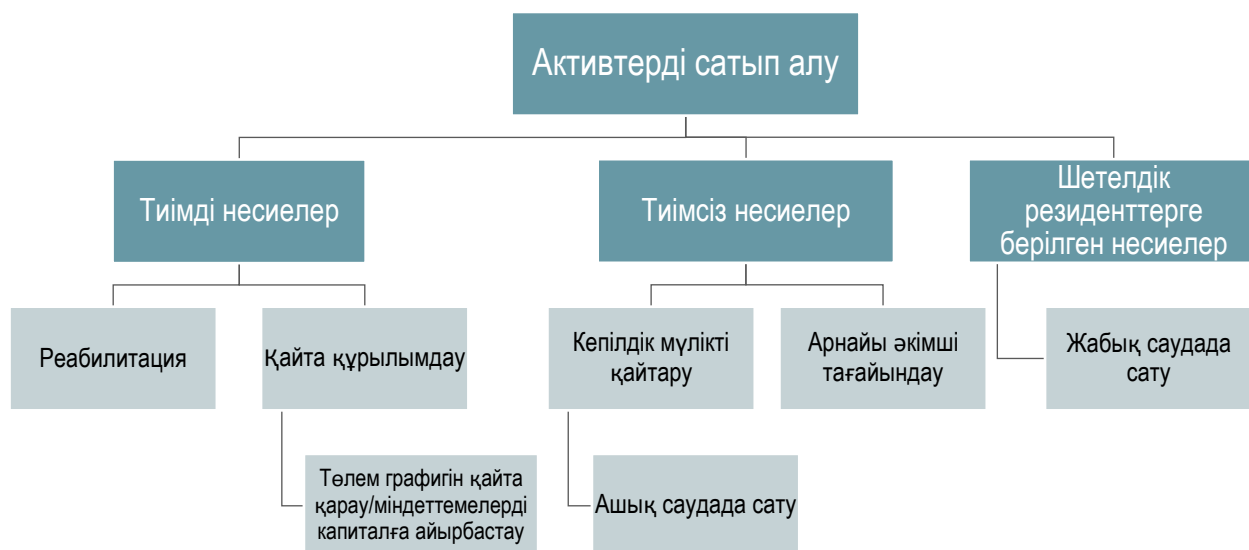 Активтерді сатып алу
Тиімді несиелер
Тиімсіз несиелер
Шетелдік
резиденттерге
берілген несиелер
Реабилитация
Қайта құрылымдау
Кепілдік мүлікті
қайтару
Арнайы әкімші
тағайындау
Жабық саудада
сату
Төлем графигін қайта
қарау/міндеттемелерді
капиталға айырбастау
Ашық саудада сату